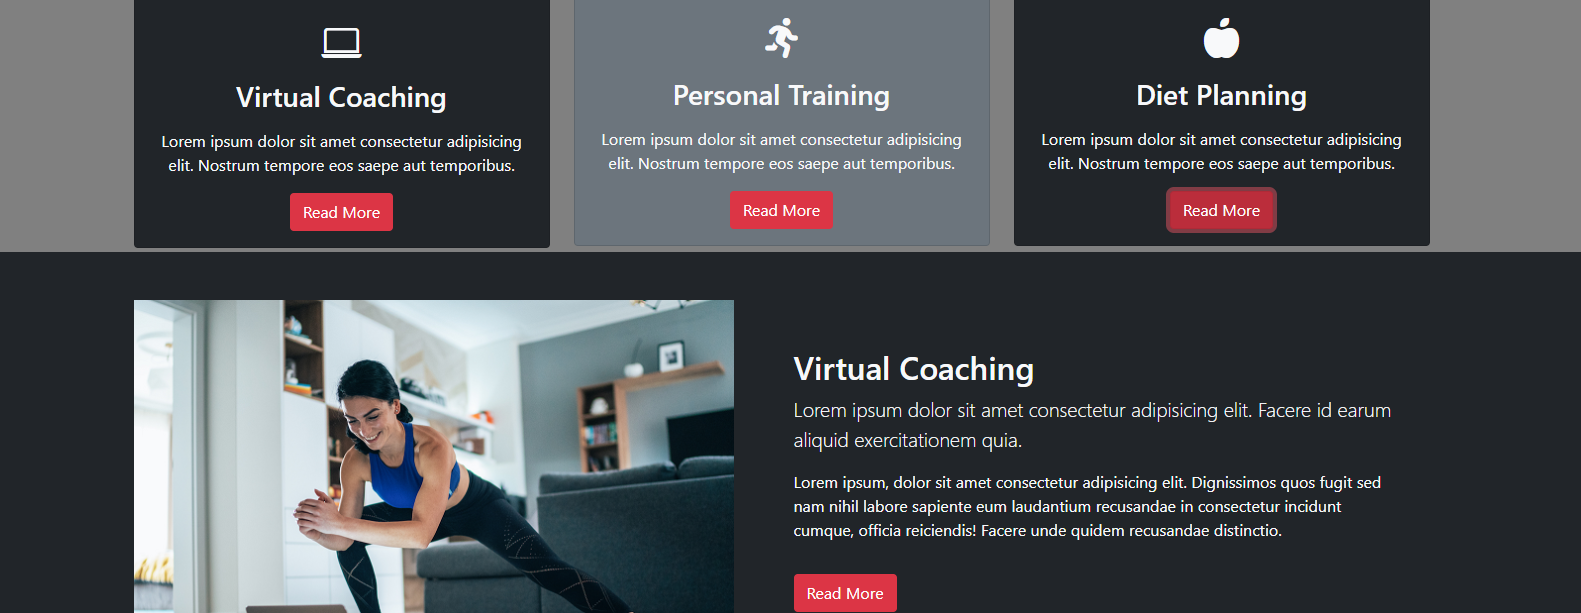 Virtual Coaching
Lorem ipsum dolor sit amet consectetur adipisicing
elit. Nostrum tempore eos saepe aut temporibus.
Read More
Personal Training
Lorem ipsum dolor sit amet consectetur adipisicing
elit. Nostrum tempore eos saepe aut temporibus.
Read More
Diet Planning
Lorem ipsum dolor sit amet consectetur adipisicing
elit. Nostrum tempore eos saepe aut temporibus.
Read More
Virtual Coaching
Lorem ipsum dolor sit amet consectetur adipisicing elit. Facere id earum
aliquid exercitationem quia.
Lorem ipsum, dolor sit amet consectetur adipisicing elit. Dignissimos quos fugit sed
nam nihil labore sapiente eum laudantium recusandae in consectetur incidunt
cumque, officia reiciendis! Facere unde quidem recusandae distinctio.
Read More